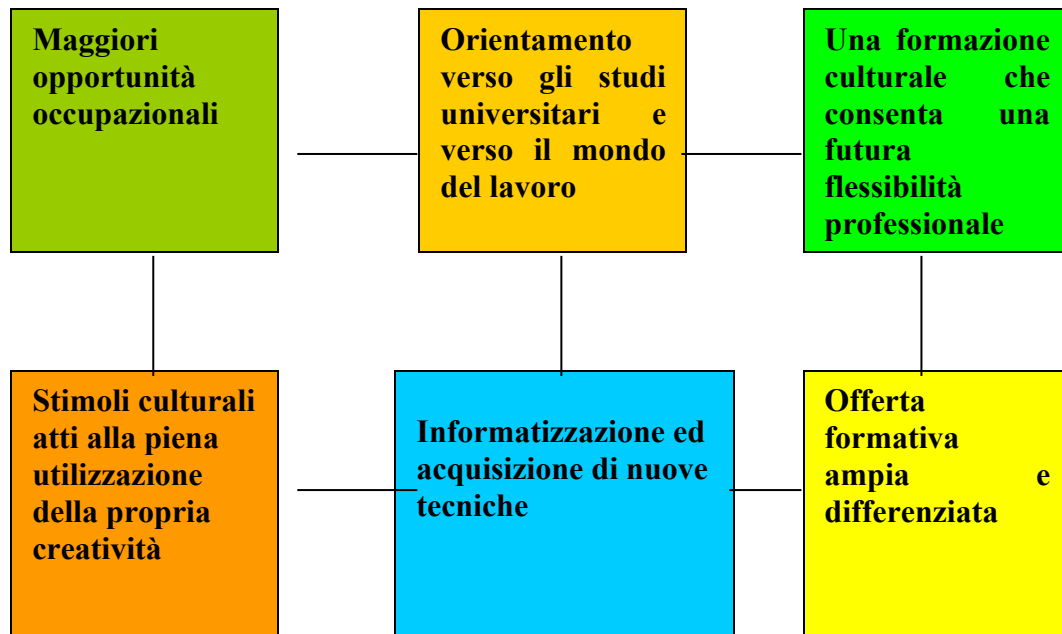 Maggiori
opportunità
occupazionali
Orientamento
verso gli studi
universitari e
verso il mondo
del lavoro
Una formazione
culturale che
consenta una
futura
flessibilità
professionale
Stimoli culturali
atti alla piena
utilizzazione
della propria
creatività
Informatizzazione ed
acquisizione di nuove
tecniche
Offerta
formativa
ampia e
differenziata